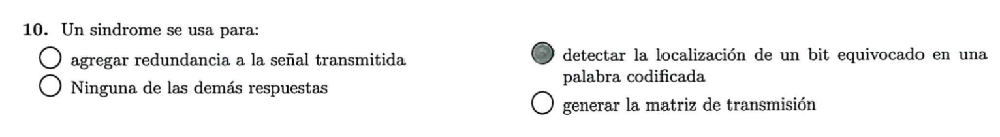 10. Un sindrome se usa para:
agregar redundancia a la señal transmitida
Ninguna de las demás respuestas
detectar la localización de un bit equivocado en una
palabra codificada
generar la matriz de transmisión